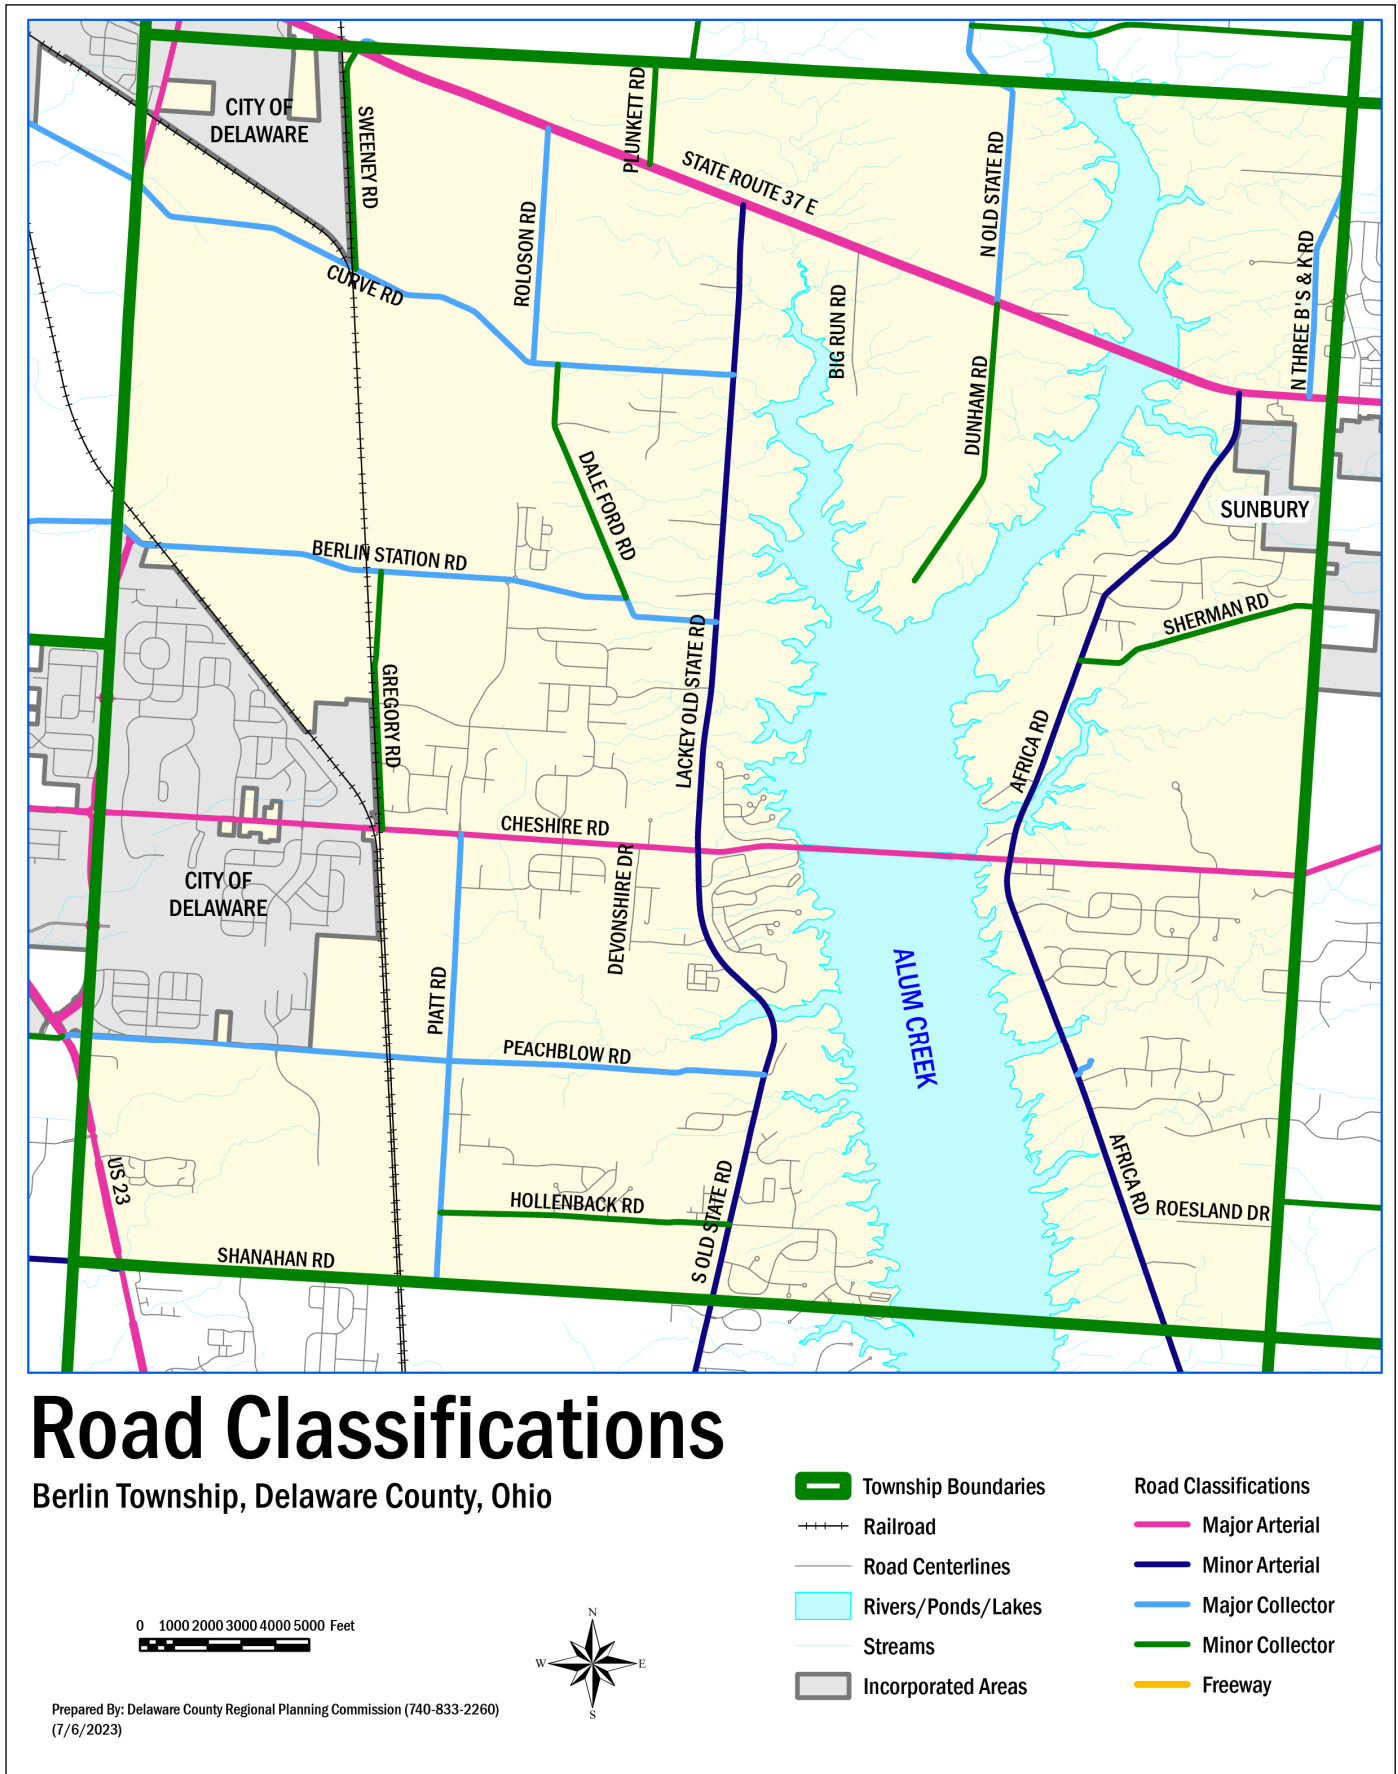 CITY OF
DELAWARE
SWEENEY RD
PLUNKETT RD
STATE ROUTE 37 E
N OLD STATE RD
ROLOSON RD
CURVE RD
BIG RUN RD
N THREE B'S & K RD
DUNHAM RD
DALE FORD RD
SUNBURY
BERLIN STATION RD
SHERMAN RD
LACKEY OLD STATE RD
GREGORY RD
AFRICA RD
CHESHIRE RD
DEVONSHIRE DR
CITY OF
DELAWARE
ALUM CREEK
PIATT RD
PEACHBLOW RD
US 23
AFRICA RD
HOLLENBACK RD
S OLD STATE RD
ROESLAND DR
SHANAHAN RD
Road Classifications
Berlin Township, Delaware County, Ohio
Township Boundaries
Railroad
Road Centerlines
Rivers/Ponds/Lakes
Streams
Incorporated Areas
Road Classifications
Major Arterial
Minor Arterial
Major Collector
Minor Collector
Freeway
0 1000 2000 3000 4000 5000 Feet
N
W E
S
Prepared By: Delaware County Regional Planning Commission (740-833-2260)
(7/6/2023)